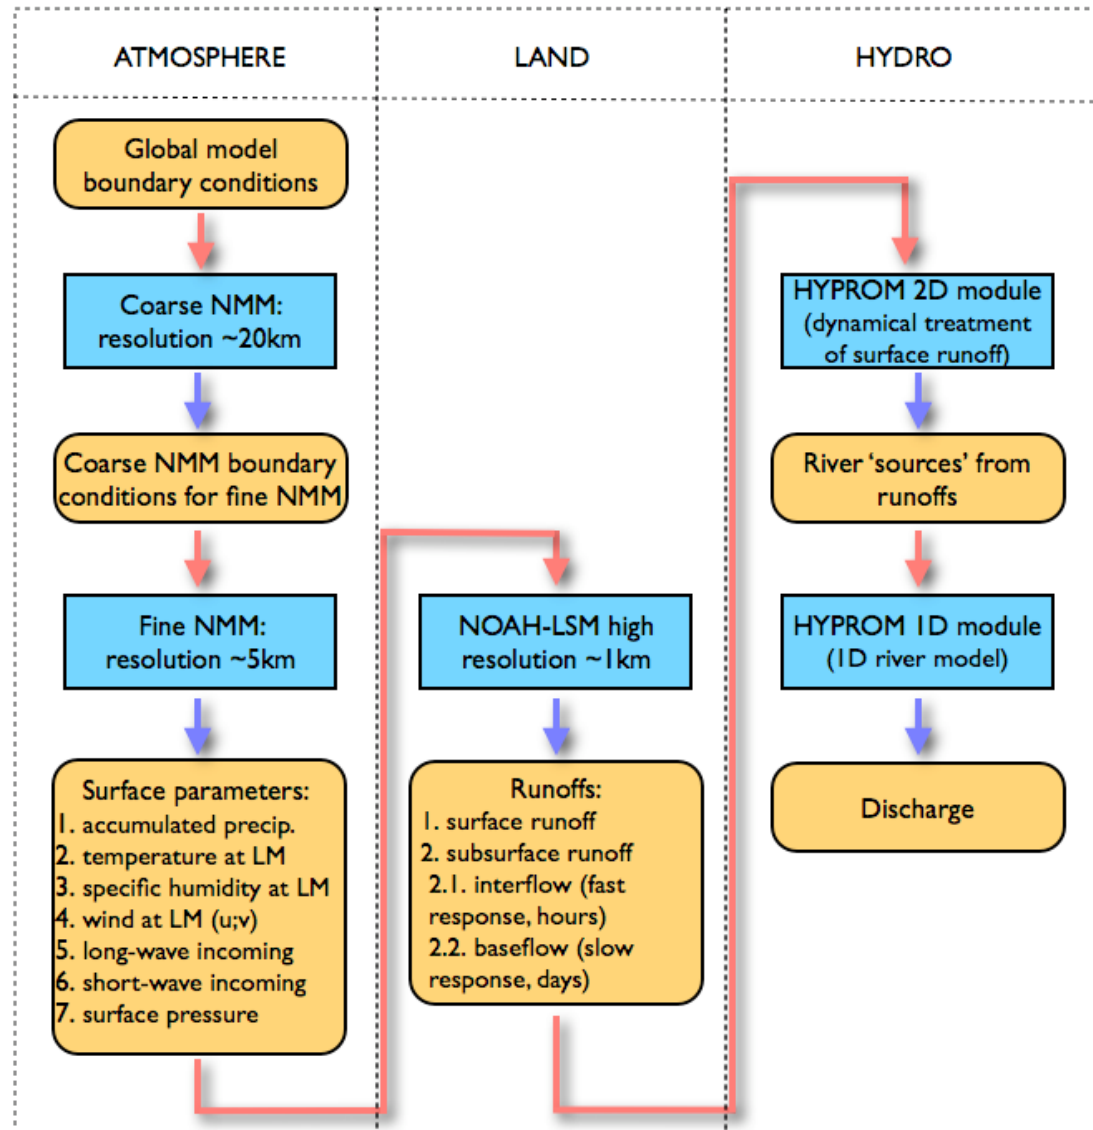 ATMOSPHERE
LAND
HYDRO
Global model
boundary conditions
Coarse NMM:
resolution ~20km
Coarse NMM boundary
conditions for fine NMM
Fine NMM:
resolution ~5km
Surface parameters:
1. accumulated precip.
2. temperature at LM
3. specific humidity at LM
4. wind at LM (u;v)
5. long-wave incoming
6. short-wave incoming
7. surface pressure
NOAH-LSM high
resolution ~1km
Runoffs:
1. surface runoff
2. subsurface runoff
2.1. interflow (fast
response, hours)
2.2. baseflow (slow
response, days)
HYPROM 2D module
(dynamical treatment
of surface runoff)
River ‘sources’ from
runoffs
HYPROM 1D module
(1D river model)
Discharge